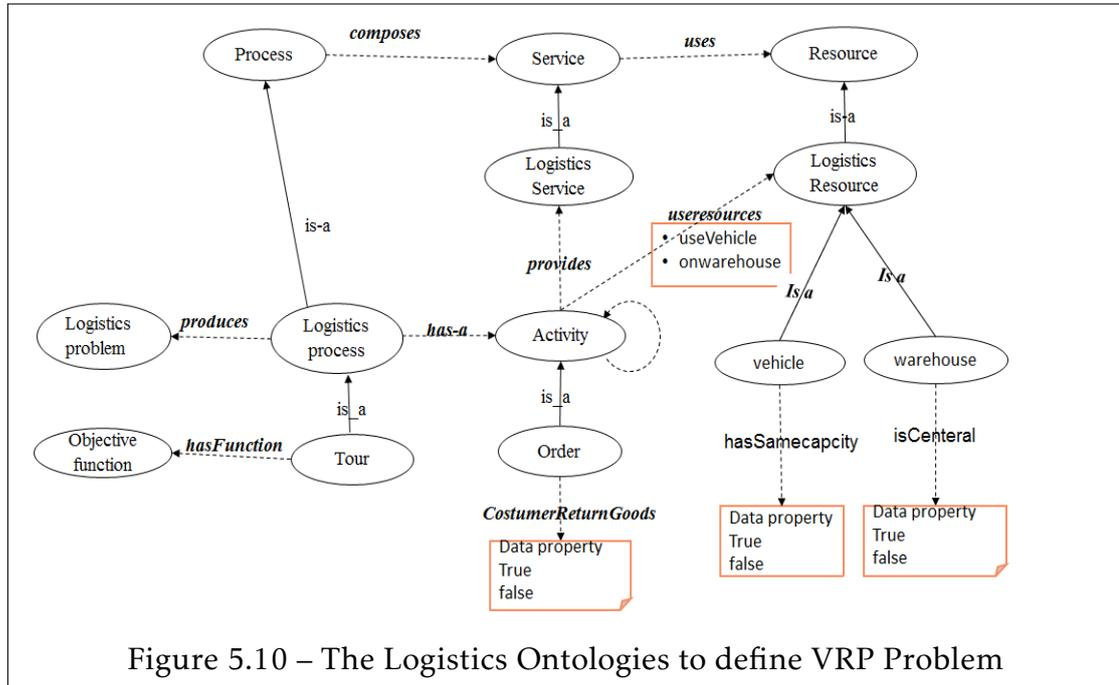 composes
uses
Process
Service
Resource
is_a
is-a
Logistics
Service
Logistics
Resource
is-a
useresources
• useVehicle
• onwarehouse
provides
Is a
Is a
Logistics
problem
produces
Logistics
process
has-a
Activity
vehicle
warehouse
is_a
is_a
Objective
function
hasFunction
Tour
Order
hasSamecapcity
isCenteral
CostumerReturnGoods
Data property
True
false
Data property
True
false
Data property
True
false
Figure 5.10 – The Logistics Ontologies to define VRP Problem